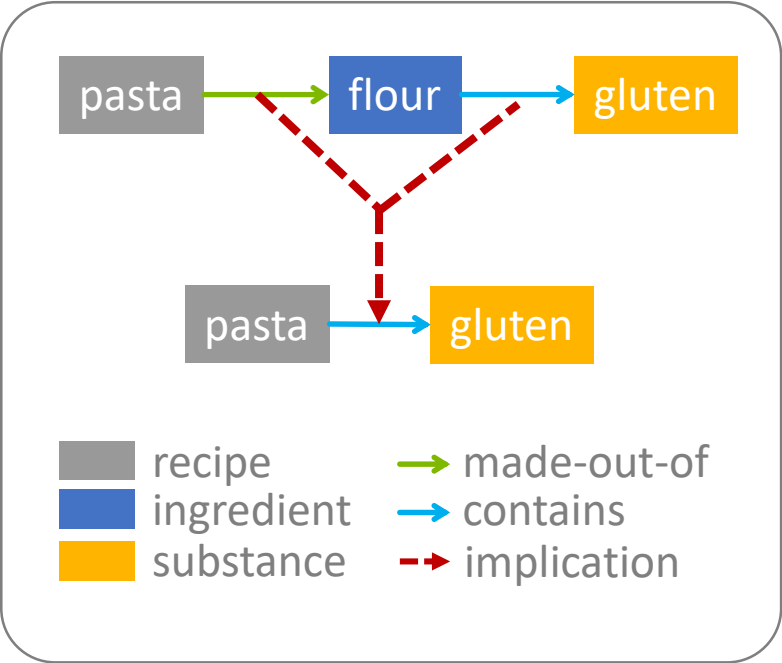 pasta flour gluten
pasta gluten
recipe made-out-of
ingredient contains
substance implication